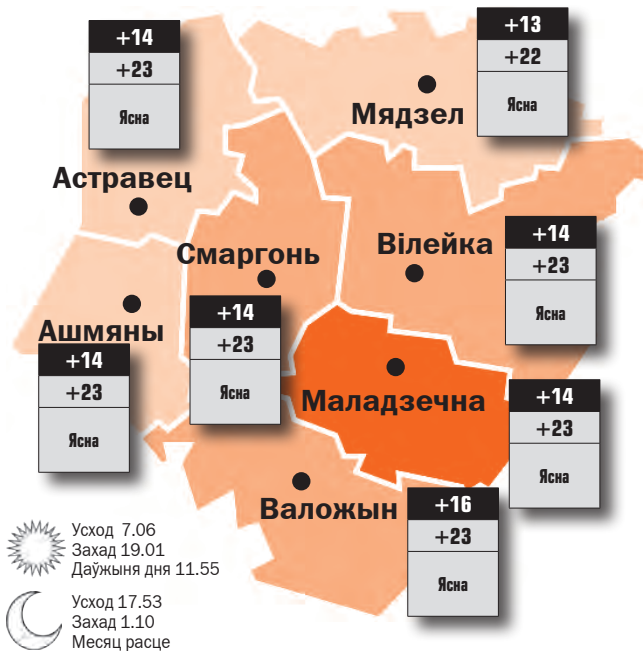 +14
+23
Ясна
+13
+22
Ясна
Мядзел
Астравец
Смаргонь
Вілейка
+14
+23
Ясна
Ашмяны
+14
+23
Ясна
+14
+23
Ясна
Маладзечна
+14
+23
Ясна
Валожын
+16
+23
Ясна
Усход 7.06
Захад 19.01
Даўжыня дня 11.55
Усход 17.53
Захад 1.10
Месяц расце